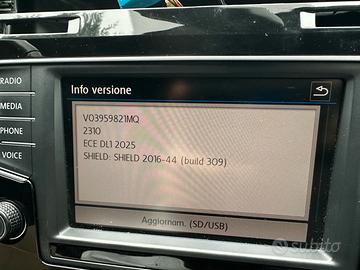 Info versione
RADIO
MEDIA
PHONE
VOICE
V03959821MQ
2310
ECE DL1 2025
SHIELD: SHIELD 2016-44 (build 309)
Aggiornam. (SD/USB)
subito